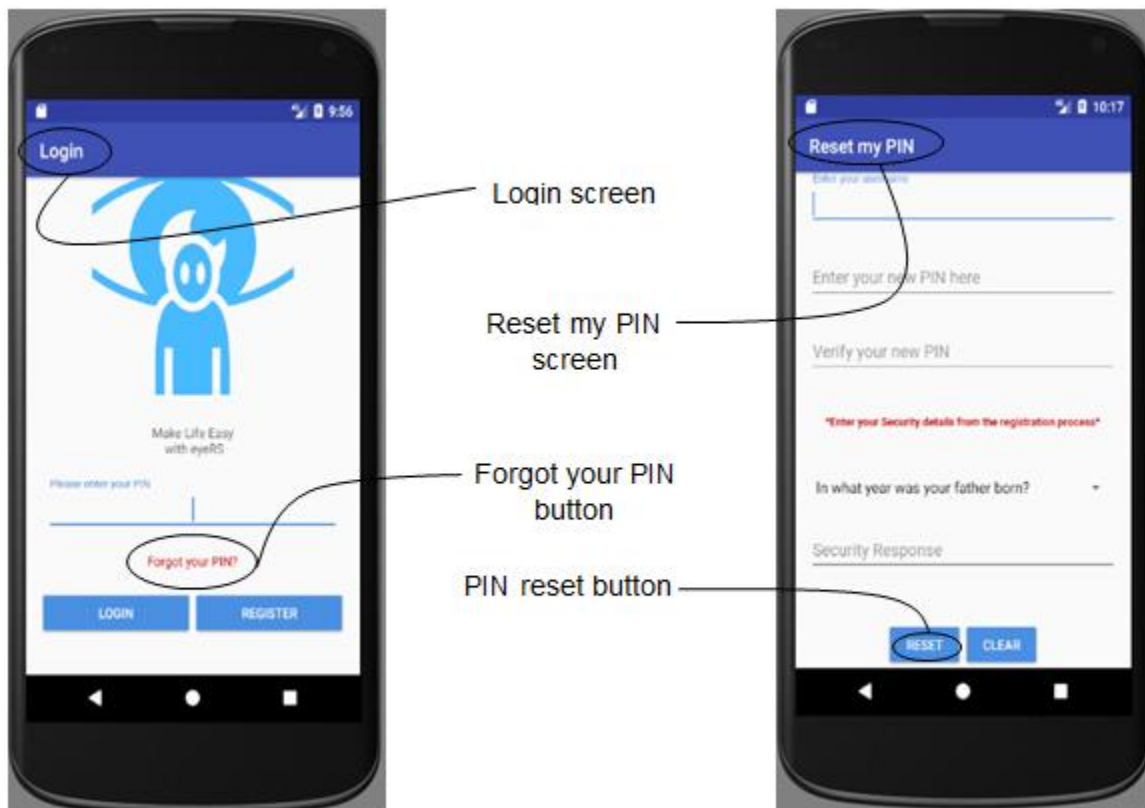 9:56
Login
Make Life Easy
with eyeRS
Please enter your PIN
Forgot your PIN?
LOGIN
REGISTER
Login screen
Reset my PIN
screen
Forgot your PIN
button
PIN reset button
10:17
Reset my PIN
Enter your username
Enter your new PIN here
Verify your new PIN
*Enter your Security details from the registration process*
In what year was your father born?
Security Response
RESET
CLEAR